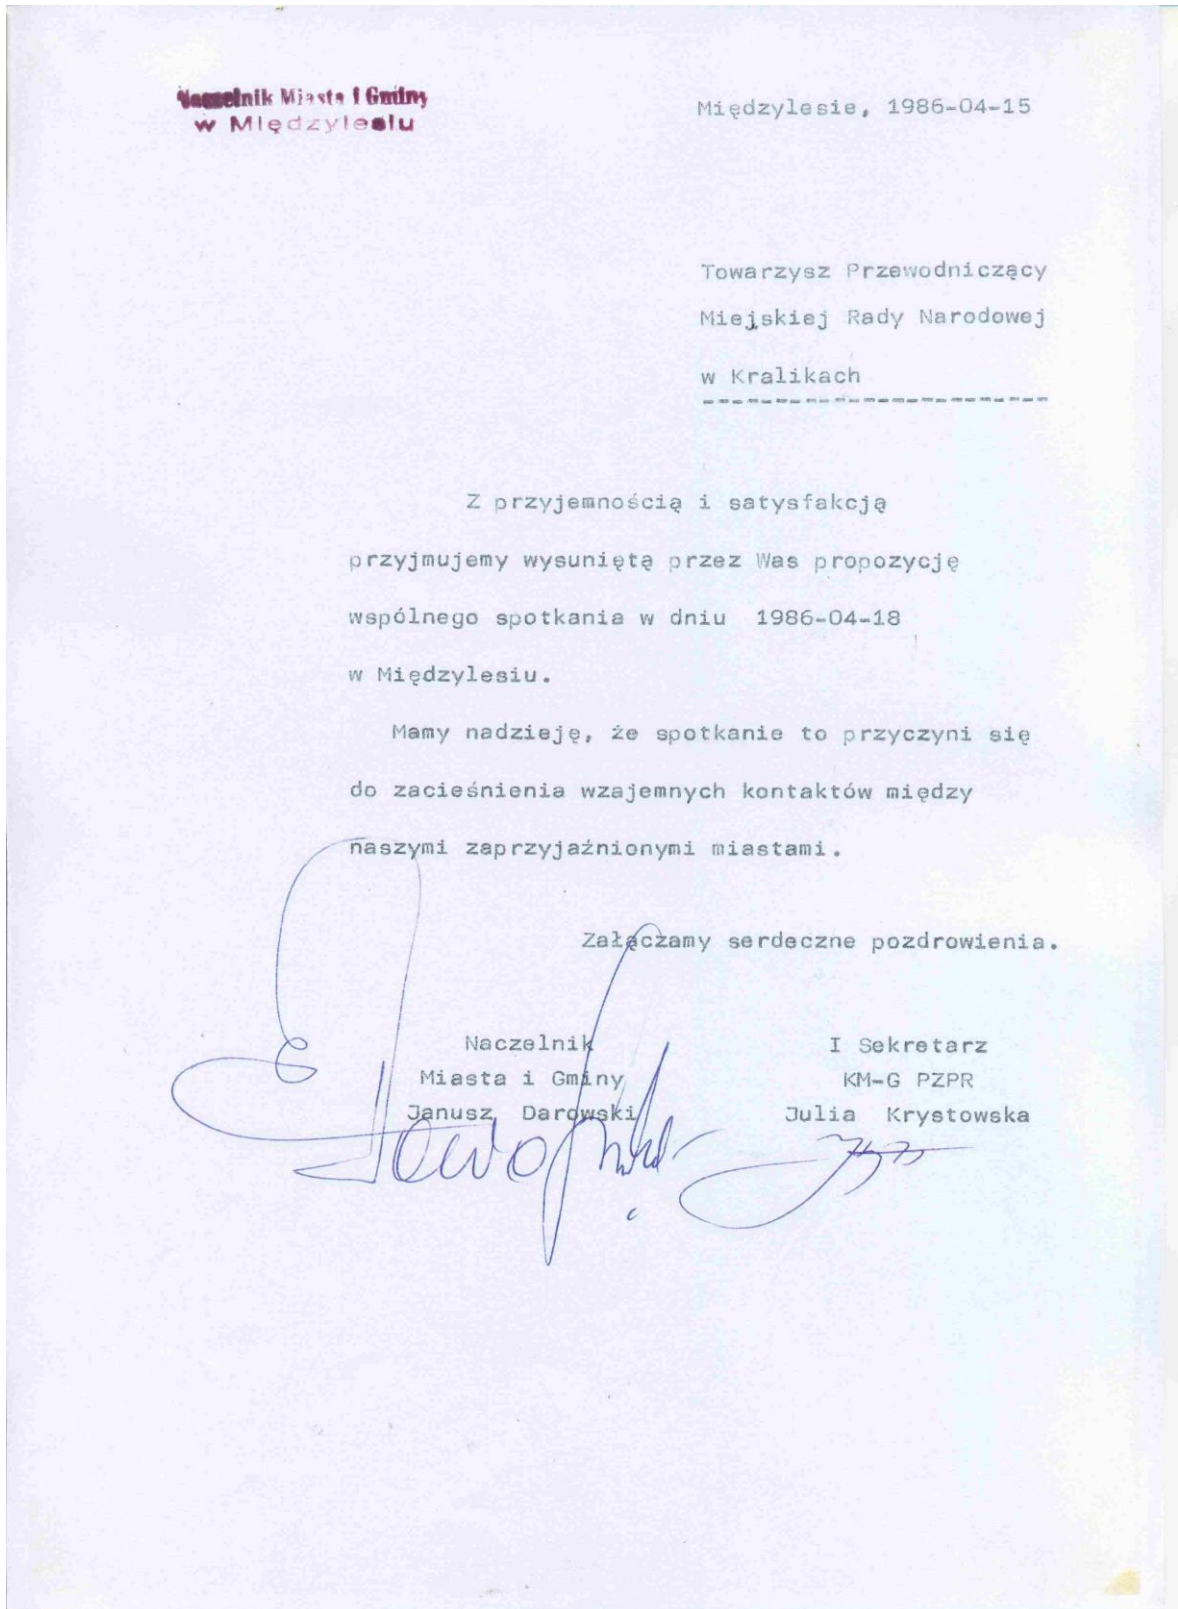 Naczelnik Miasta i Gminy
w Międzylesiu
Międzylesie, 1986-04-15
Towarzysz Przewodniczący
Miejskiej Rady Narodowej
w Kralikach
Z przyjemnością i satysfakcją
przyjmujemy wysuniętą przez Was propozycję
wspólnego spotkania w dniu 1986-04-18
w Międzylesiu.
Mamy nadzieję, że spotkanie to przyczyni się
do zacieśnienia wzajemnych kontaktów między
naszymi zaprzyjaźnionymi miastami.
Załączamy serdeczne pozdrowienia.
Naczelnik
Miasta i Gminy
Janusz Darowski
I Sekretarz
KM-G PZPR
Julia Krystowska